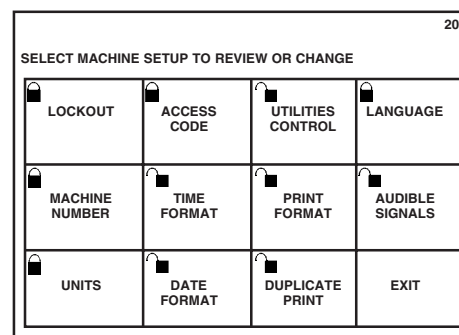 20
SELECT MACHINE SETUP TO REVIEW OR CHANGE
LOCKOUT
ACCESS
CODE
UTILITIES
CONTROL
LANGUAGE
MACHINE
NUMBER
TIME
FORMAT
PRINT
FORMAT
AUDIBLE
SIGNALS
UNITS
DATE
FORMAT
DUPLICATE
PRINT
EXIT